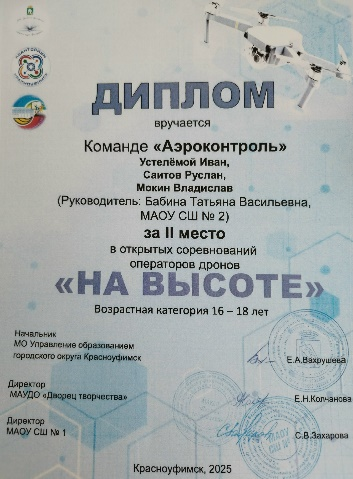 ДИПЛОМ
вручается
Команде «Аэроконтроль»
Устелёмой Иван,
Саитов Руслан,
Мокин Владислав
(Руководитель: Бабина Татьяна Васильевна,
МАОУ СШ № 2)
за II место
в открытых соревнований
операторов дронов
«НА ВЫСОТЕ»
Возрастная категория 16 – 18 лет
Начальник
МО Управление образованием
городского округа Красноуфимск
Е.А.Вахрушева
Директор
МАУДО «Дворец творчества»
Е.Н.Колчанова
Директор
МАОУ СШ № 1
С.В.Захарова
Красноуфимск, 2025